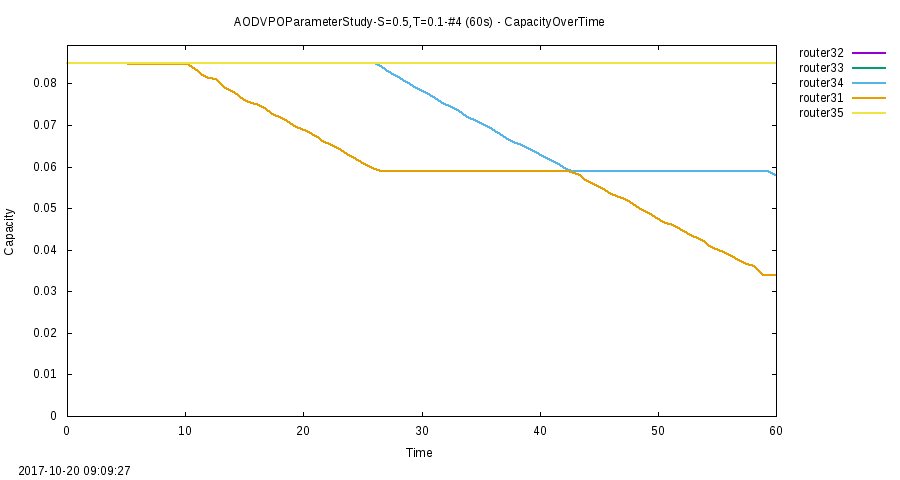 AODVPOParameterStudy-S=0.5,T=0.1-#4 (60s) - CapacityOverTime
router32
router33
router34
router31
router35
0.08
0.07
0.06
0.05
0.04
0.03
0.02
0.01
0
Capacity
0 10 20 30 40 50 60
Time
2017-10-20 09:09:27